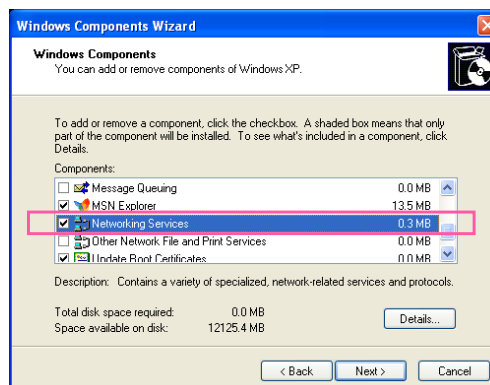 Windows Components Wizard
Windows Components
You can add or remove components of Windows XP.
To add or remove a component, click the checkbox. A shaded box means that only
part of the component will be installed. To see what's included in a component, click
Details.
Components:
Message Queuing 0.0 MB
MSN Explorer 13.5 MB
Networking Services 0.3 MB
Other Network File and Print Services 0.0 MB
Update Root Certificates 0.0 MB
Description: Contains a variety of specialized, network-related services and protocols.
Total disk space required: 0.0 MB
Space available on disk: 12125.4 MB
Details...
< Back Next > Cancel